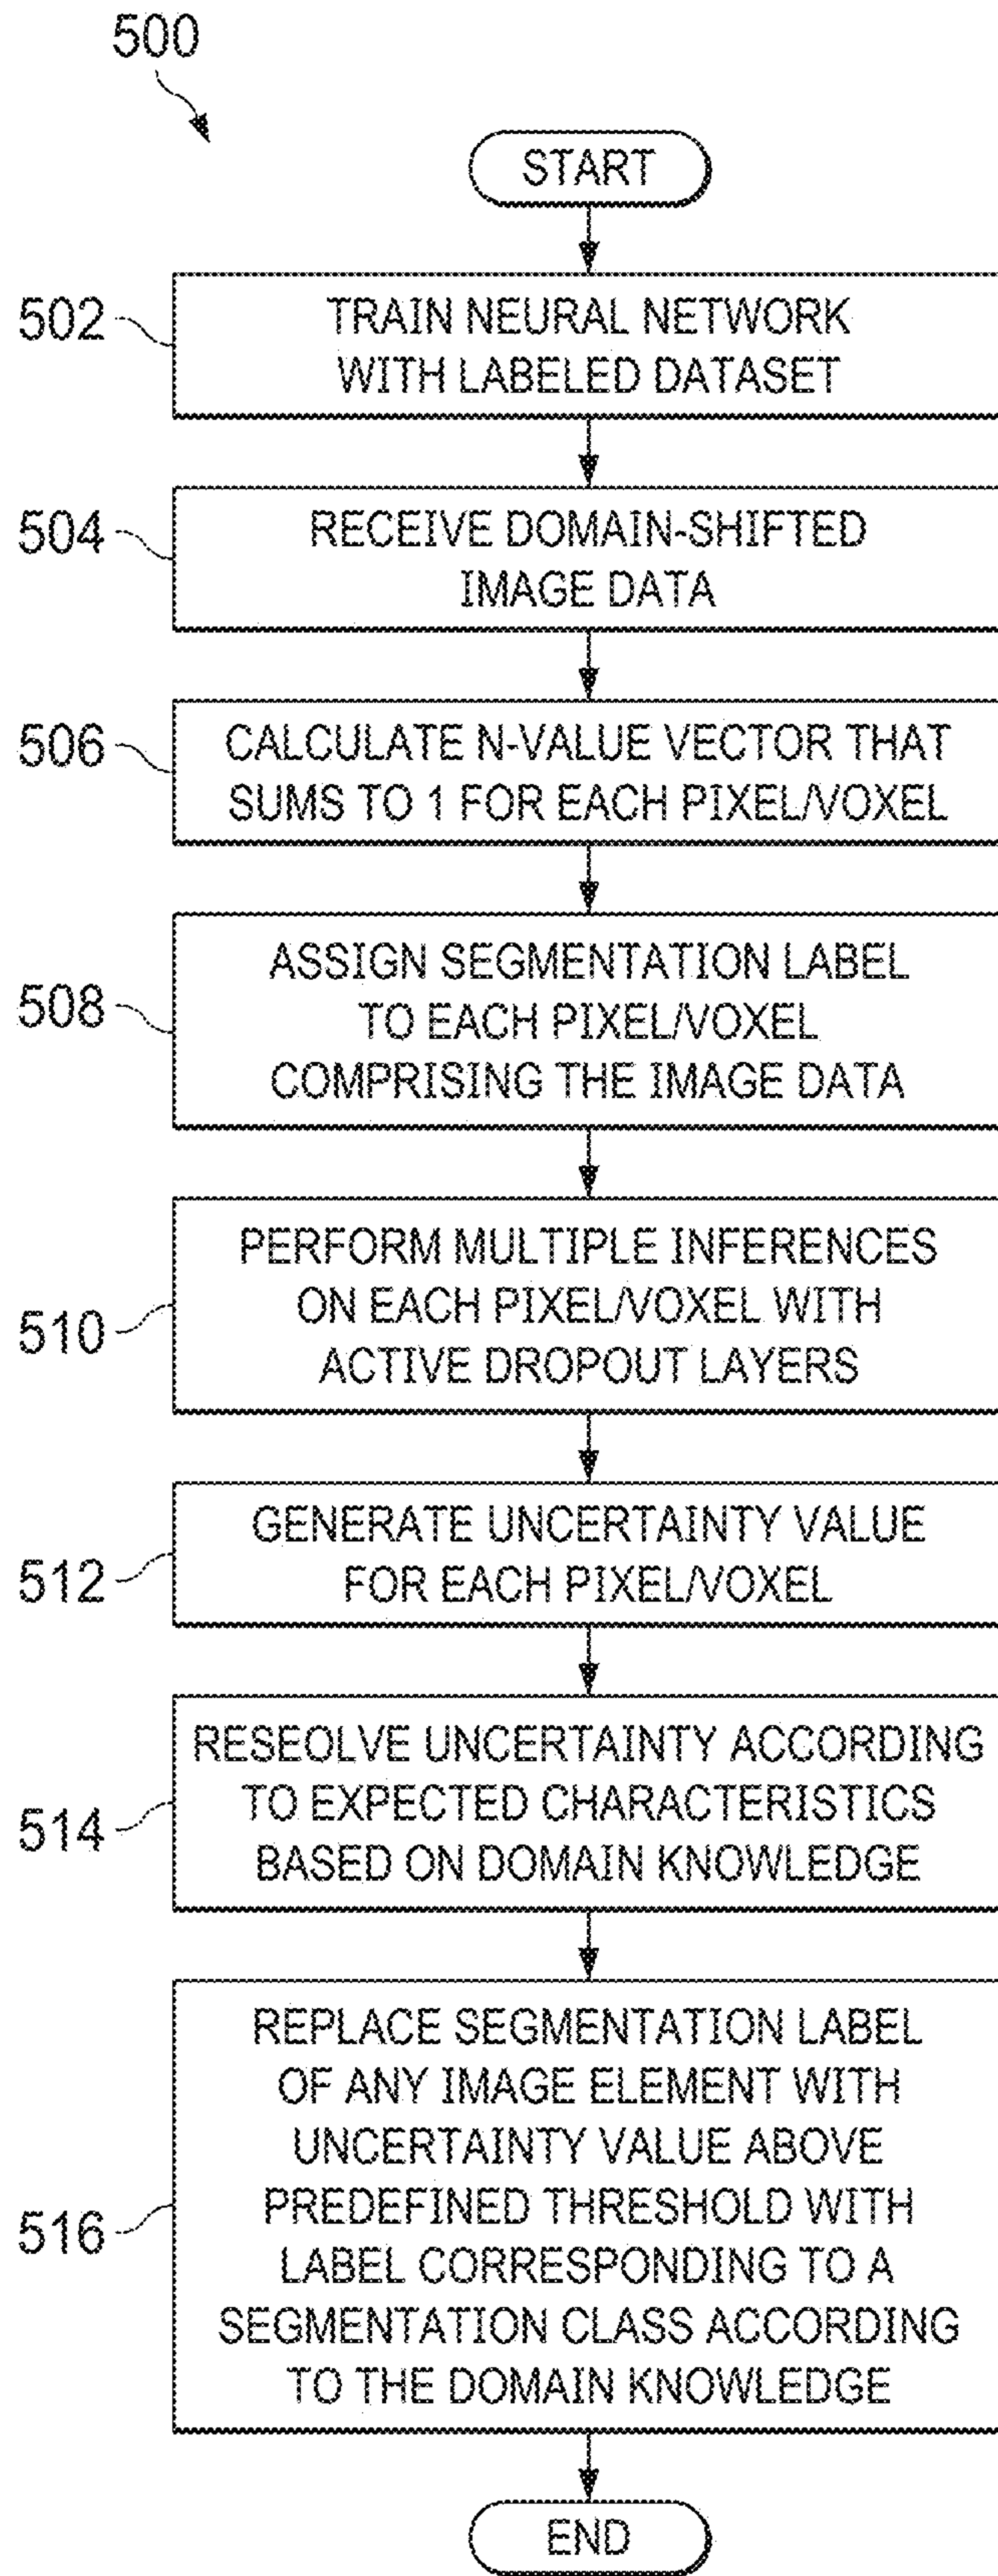 500
START
502
TRAIN NEURAL NETWORK
WITH LABELED DATASET
504
RECEIVE DOMAIN-SHIFTED
IMAGE DATA
506
CALCULATE N-VALUE VECTOR THAT
SUMS TO 1 FOR EACH PIXEL/VOXEL
508
ASSIGN SEGMENTATION LABEL
TO EACH PIXEL/VOXEL
COMPRISING THE IMAGE DATA
510
PERFORM MULTIPLE INFERENCES
ON EACH PIXEL/VOXEL WITH
ACTIVE DROPOUT LAYERS
512
GENERATE UNCERTAINTY VALUE
FOR EACH PIXEL/VOXEL
514
RESEOLVE UNCERTAINTY ACCORDING
TO EXPECTED CHARACTERISTICS
BASED ON DOMAIN KNOWLEDGE
516
REPLACE SEGMENTATION LABEL
OF ANY IMAGE ELEMENT WITH
UNCERTAINTY VALUE ABOVE
PREDEFINED THRESHOLD WITH
LABEL CORRESPONDING TO A
SEGMENTATION CLASS ACCORDING
TO THE DOMAIN KNOWLEDGE
END